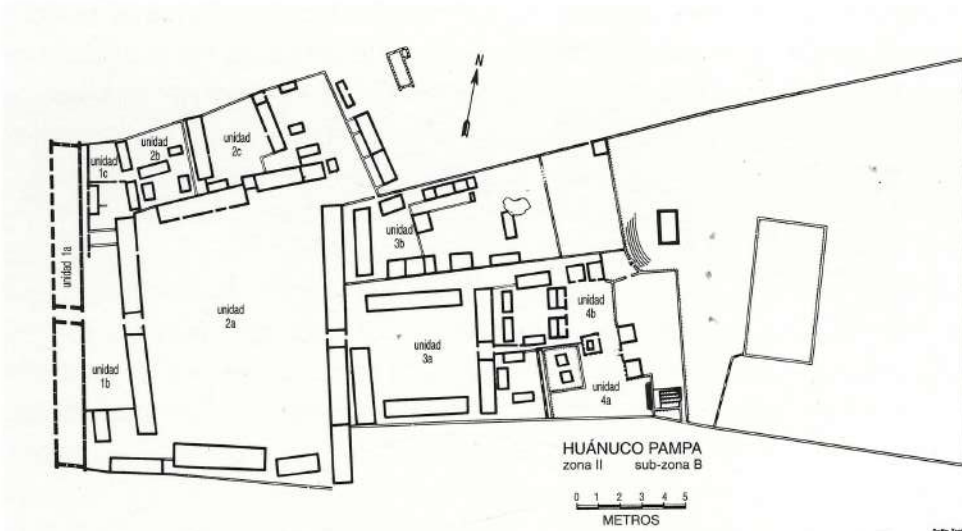 N
unidad
1c
unidad
2b
unidad
2c
unidad 1a
unidad
3b
unidad
2a
unidad
4b
unidad
3a
unidad
1b
unidad
4a
HUÁNUCO PAMPA
zona II sub-zona B
0 1 2 3 4 5
METROS